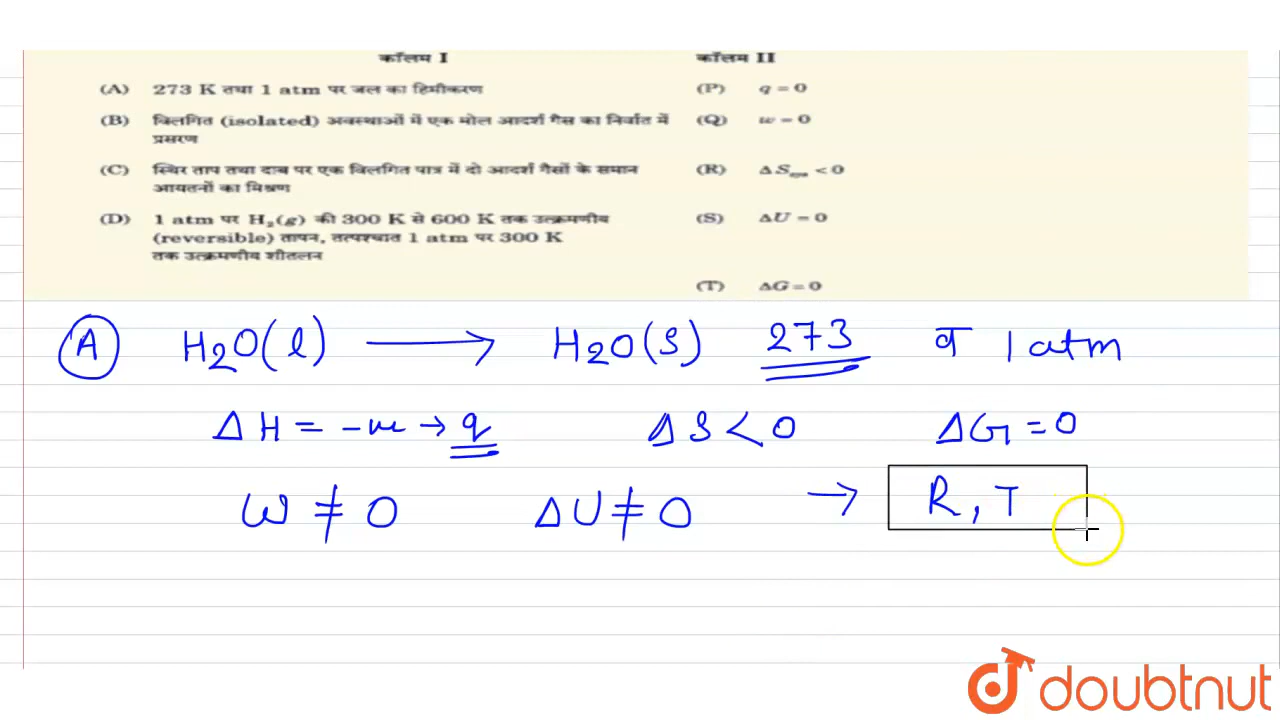 कॉलम I कॉलम II
(A) 273 K तथा 1 atm पर जल का हिमीकरण (P) q = 0
(B) विलगित (isolated) अवस्थाओं में एक मोल आदर्श गैस का निर्वात में (Q) w = 0
प्रसरण
(C) स्थिर ताप तथा दाब पर एक विलगित पात्र में दो आदर्श गैसों के समान (R) ΔSsys < 0
आयतनों का मिश्रण
(D) 1 atm पर H₂(g) की 300 K से 600 K तक उत्क्रमणीय (S) ΔU = 0
(reversible) तापन, तत्पश्चात 1 atm पर 300 K
तक उत्क्रमणीय शीतलन
(T) ΔG = 0
A H2O(l) → H2O(S) 273 व 1 atm
ΔH = -ve → q ΔS < 0 ΔG = 0
W ≠ 0 ΔU ≠ 0 → R, T
doubtnut